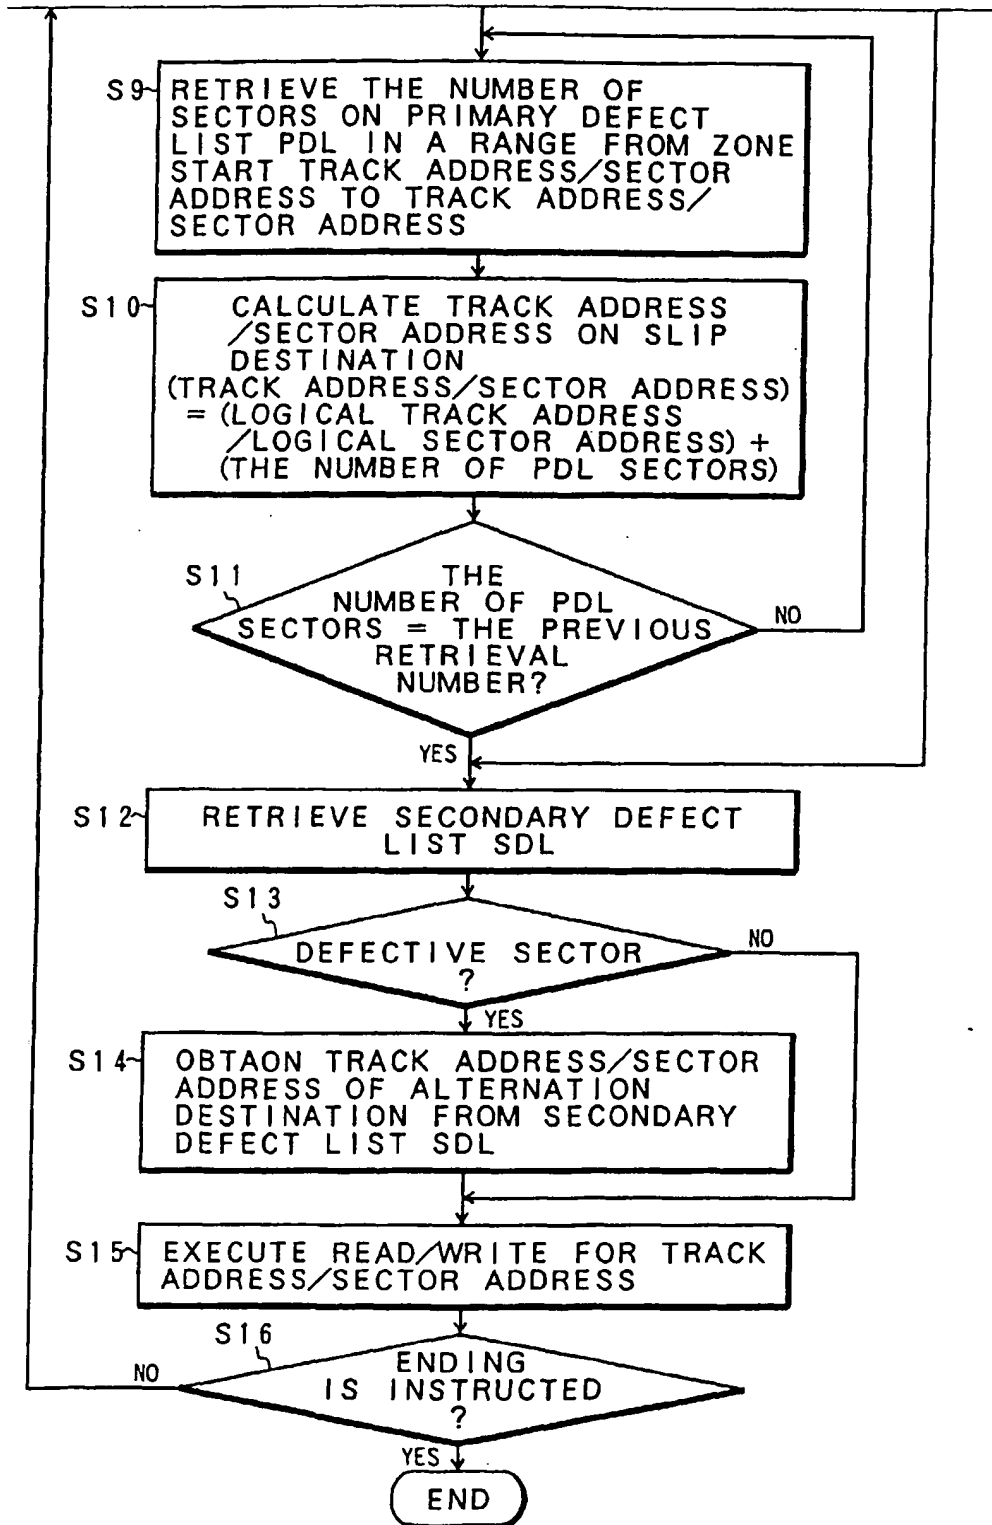 S9
RETRIEVE THE NUMBER OF
SECTORS ON PRIMARY DEFECT
LIST PDL IN A RANGE FROM ZONE
START TRACK ADDRESS/SECTOR
ADDRESS TO TRACK ADDRESS/
SECTOR ADDRESS
S10
CALCULATE TRACK ADDRESS
/SECTOR ADDRESS ON SLIP
DESTINATION
(TRACK ADDRESS/SECTOR ADDRESS)
= (LOGICAL TRACK ADDRESS
/LOGICAL SECTOR ADDRESS) +
(THE NUMBER OF PDL SECTORS)
S11
THE
NUMBER OF PDL
SECTORS = THE PREVIOUS
RETRIEVAL
NUMBER?
NO
YES
S12
RETRIEVE SECONDARY DEFECT
LIST SDL
S13
DEFECTIVE SECTOR
?
NO
YES
S14
OBTAON TRACK ADDRESS/SECTOR
ADDRESS OF ALTERNATION
DESTINATION FROM SECONDARY
DEFECT LIST SDL
S15
EXECUTE READ/WRITE FOR TRACK
ADDRESS/SECTOR ADDRESS
S16
ENDING
IS INSTRUCTED
?
NO
YES
END